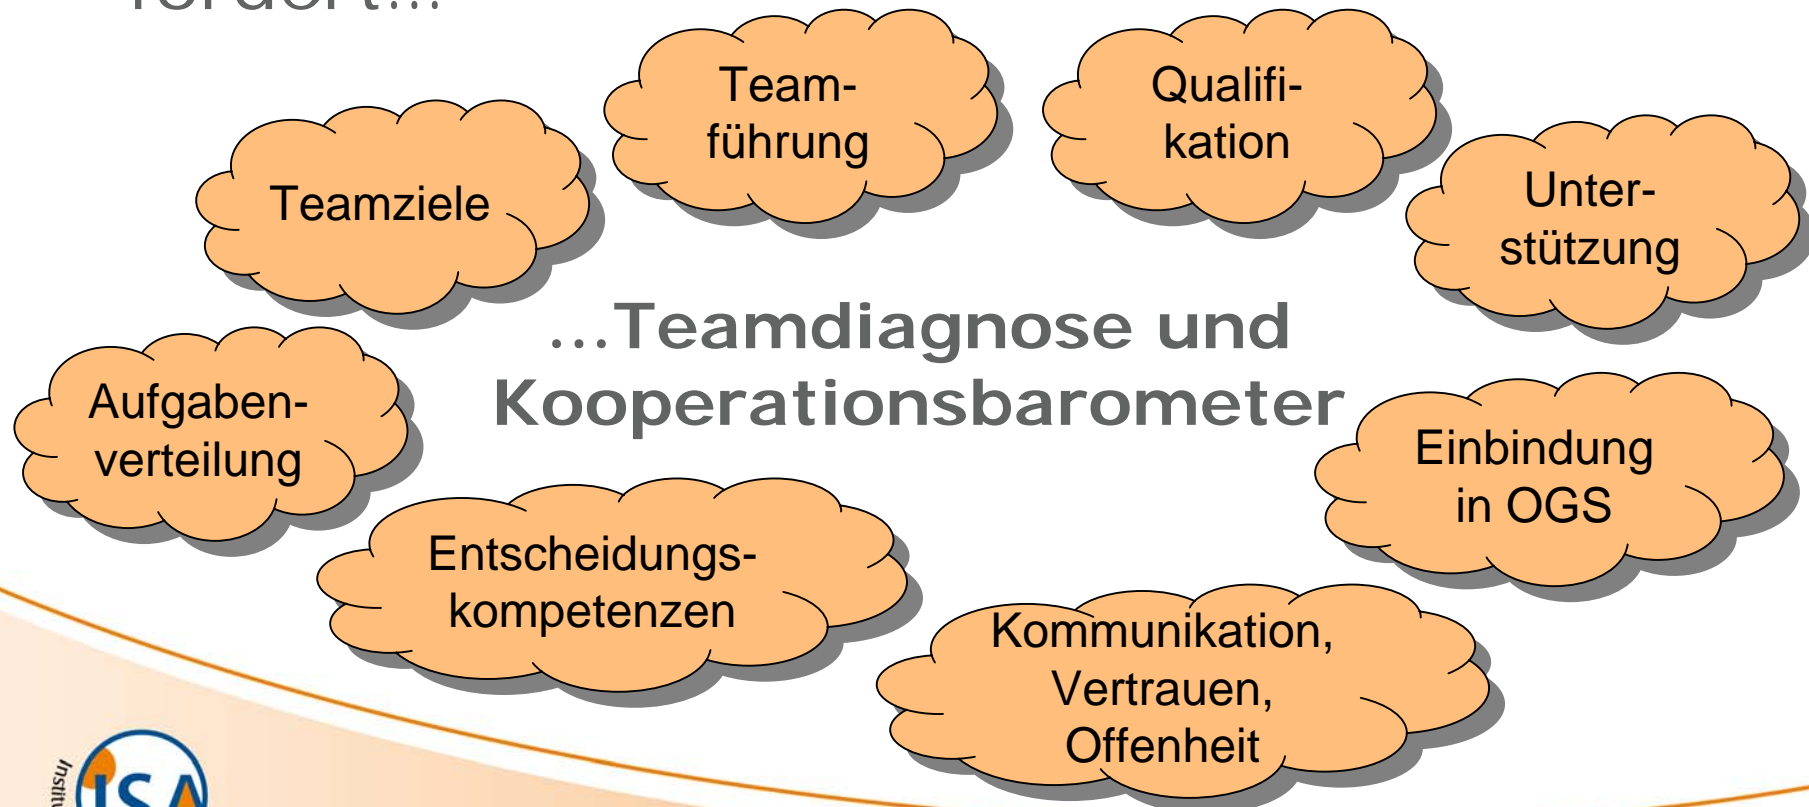 Team-
führung
Qualifi-
kation
Teamziele
Unter-
stützung
...Teamdiagnose und
Kooperationsbarometer
Aufgaben-
verteilung
Einbindung
in OGS
Entscheidungs-
kompetenzen
Kommunikation,
Vertrauen,
Offenheit
ISA